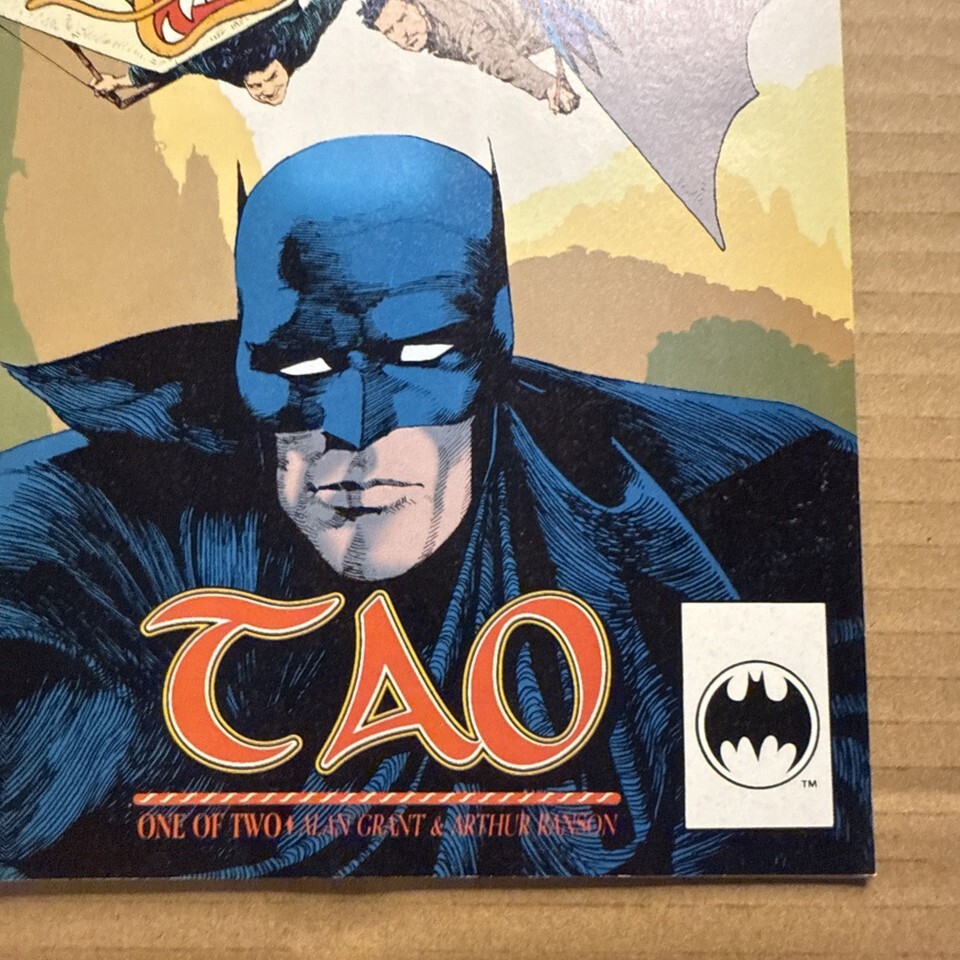 TAO
ONE OF TWO ♦ ALAN GRANT & ARTHUR RANSON
TM